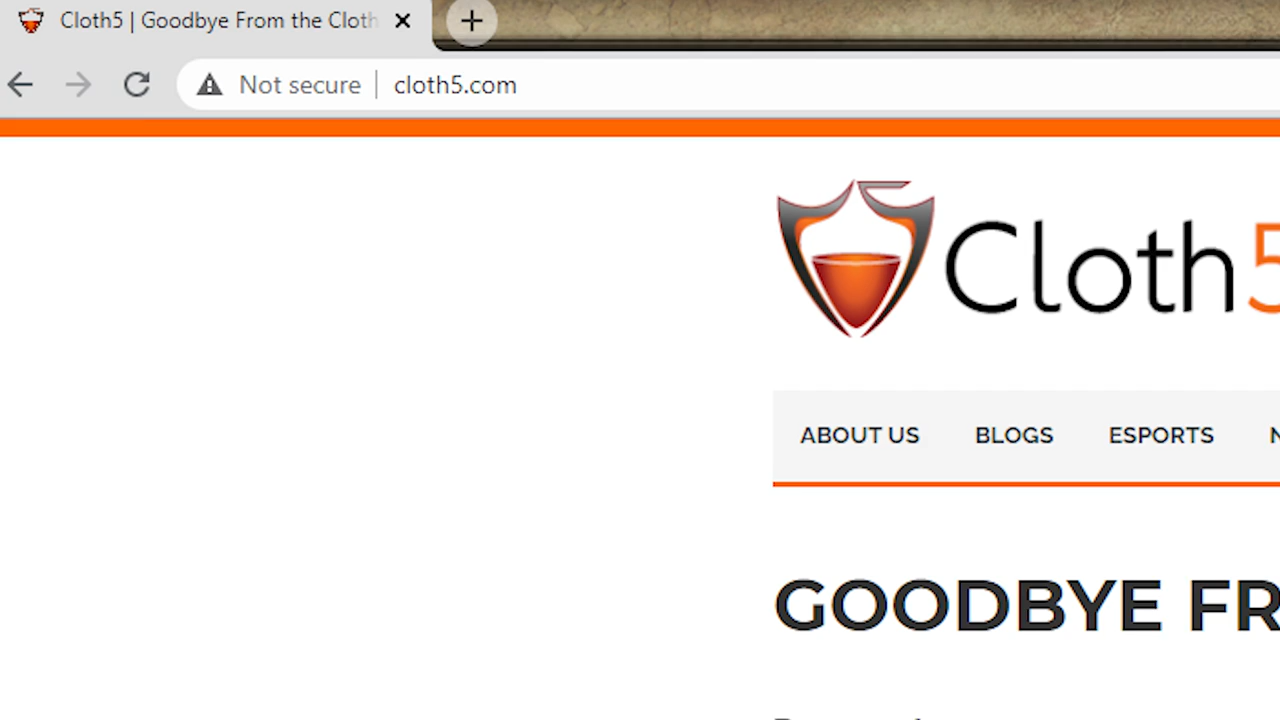 Cloth5 | Goodbye From the Cloth
Not secure
cloth5.com
Cloth5
ABOUT US BLOGS ESPORTS N
GOODBYE FR